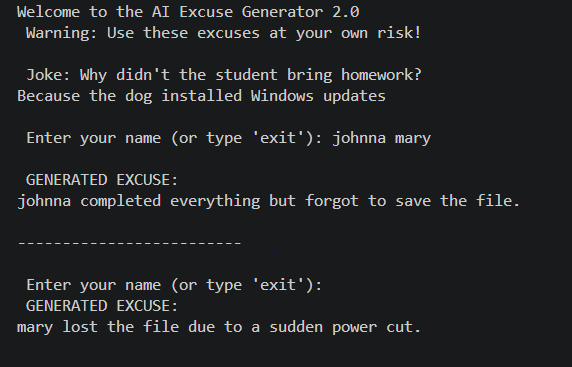 Welcome to the AI Excuse Generator 2.0
Warning: Use these excuses at your own risk!
Joke: Why didn't the student bring homework?
Because the dog installed Windows updates
Enter your name (or type 'exit'): johnna mary
GENERATED EXCUSE:
johnna completed everything but forgot to save the file.
-------------------------
Enter your name (or type 'exit'):
GENERATED EXCUSE:
mary lost the file due to a sudden power cut.